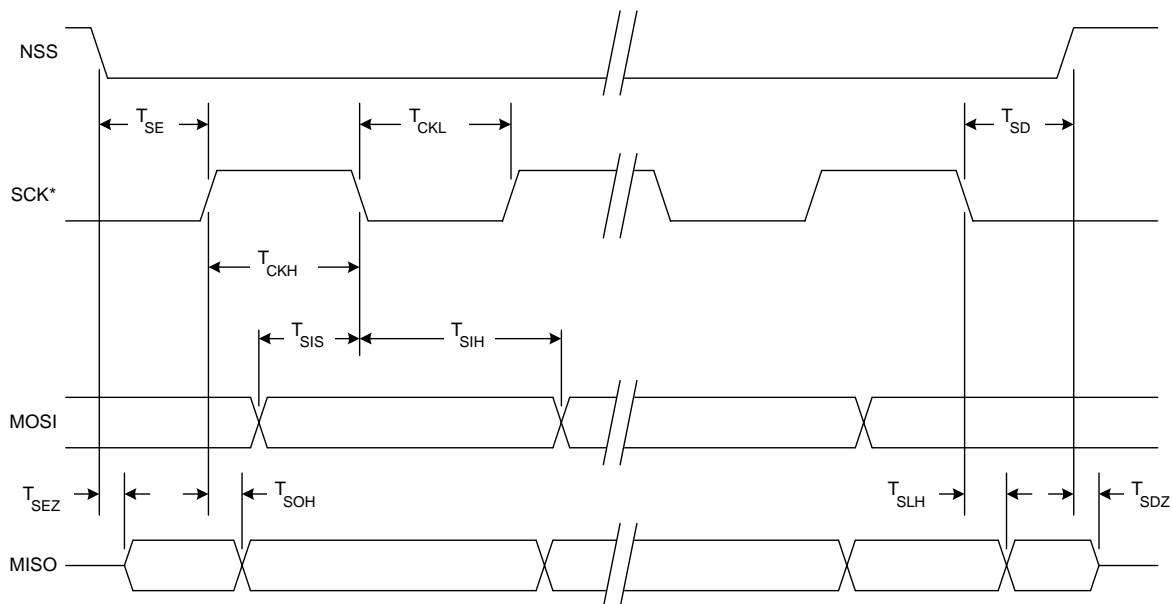 NSS
T_SE
T_CKL
T_SD
SCK*
T_CKH
T_SIS
T_SIH
MOSI
T_SEZ
T_SOH
T_SLH
T_SDZ
MISO